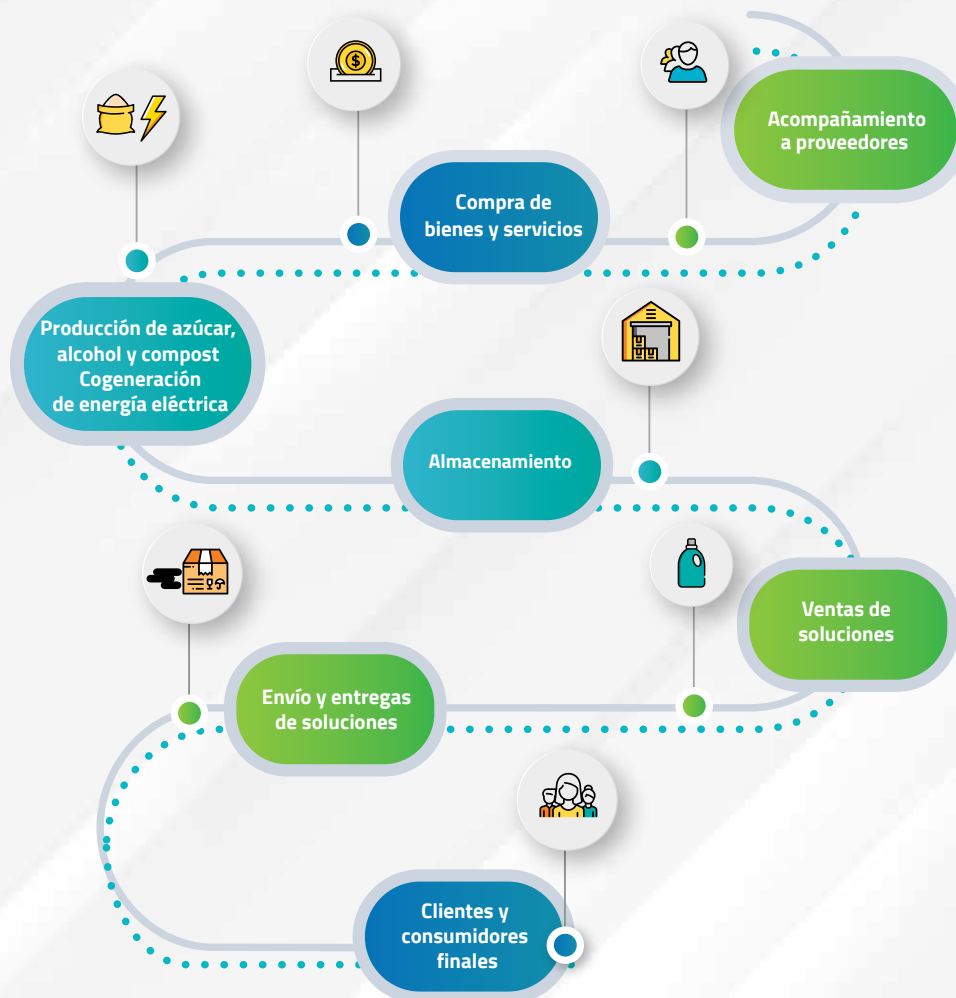 Acompañamiento
a proveedores
Compra de
bienes y servicios
Producción de azúcar,
alcohol y compost
Cogeneración
de energía eléctrica
Almacenamiento
Ventas de
soluciones
Envío y entregas
de soluciones
Clientes y
consumidores
finales